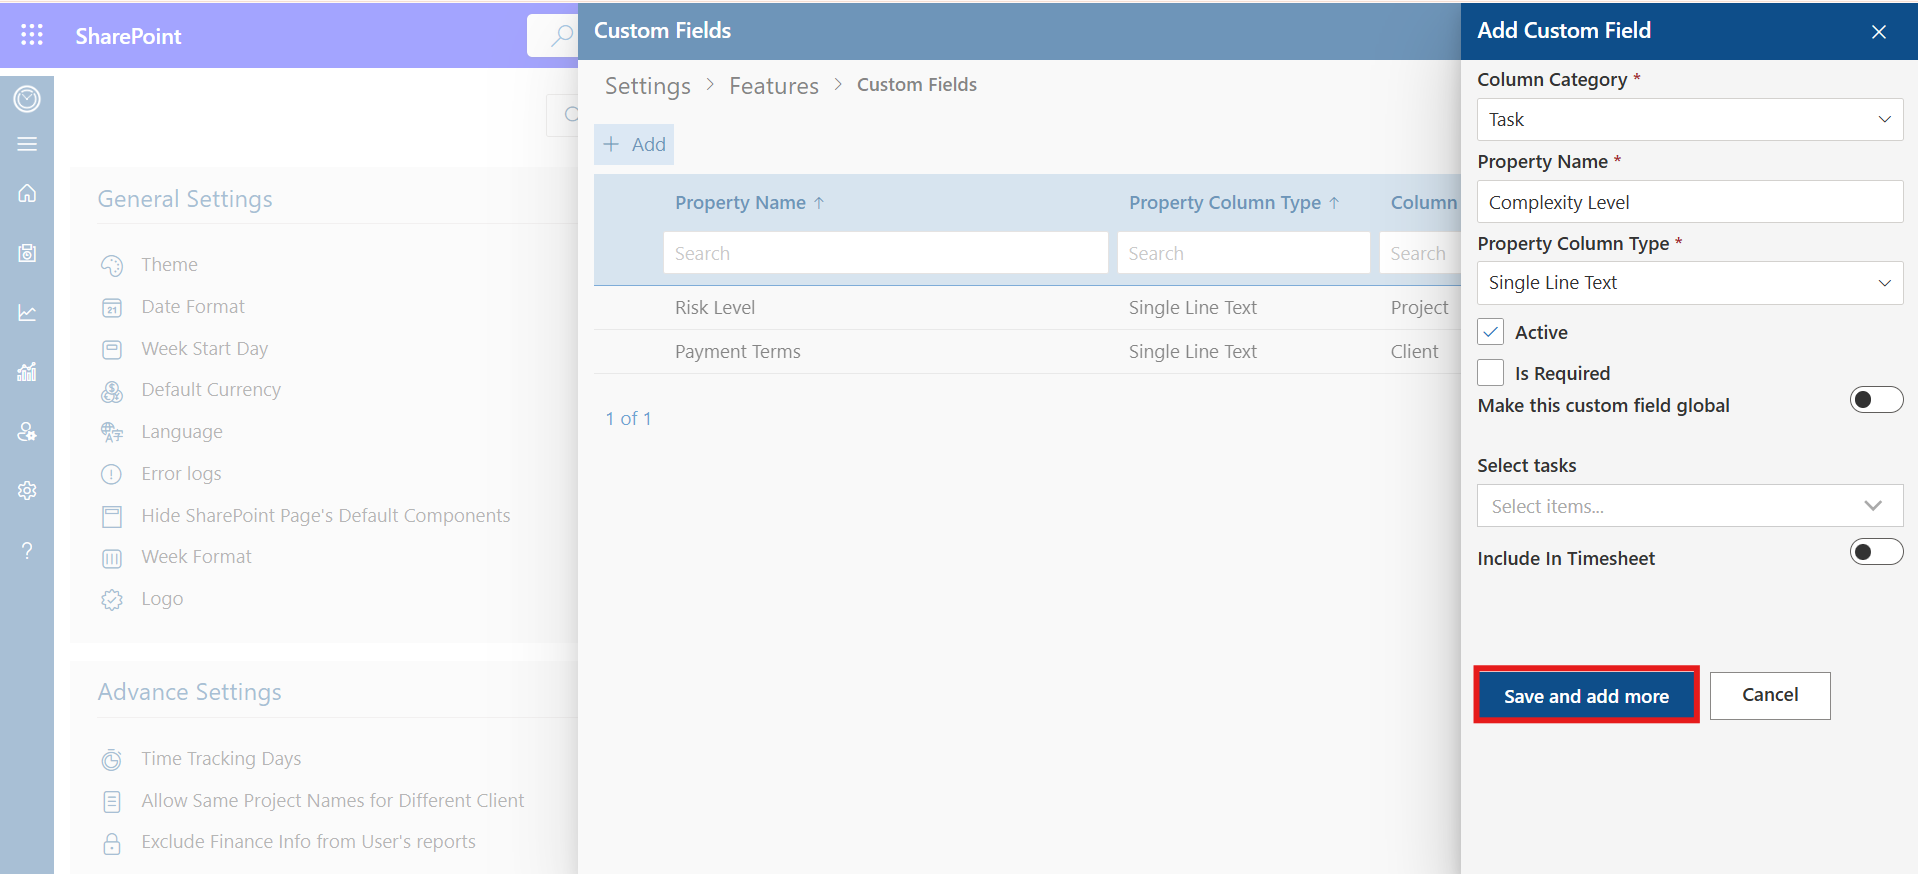 SharePoint
General Settings
Theme
21
Date Format
Week Start Day
Default Currency
Language
Error logs
Hide SharePoint Page's Default Components
Week Format
Logo
Advance Settings
Time Tracking Days
Allow Same Project Names for Different Client
Exclude Finance Info from User's reports
Custom Fields
Settings > Features > Custom Fields
+ Add
Property Name ↑ Property Column Type ↑ Column
Search Search Search
Risk Level Single Line Text Project
Payment Terms Single Line Text Client
1 of 1
Add Custom Field
Column Category *
Task
Property Name *
Complexity Level
Property Column Type *
Single Line Text
Active
Is Required
Make this custom field global
Select tasks
Select items...
Include In Timesheet
Save and add more Cancel